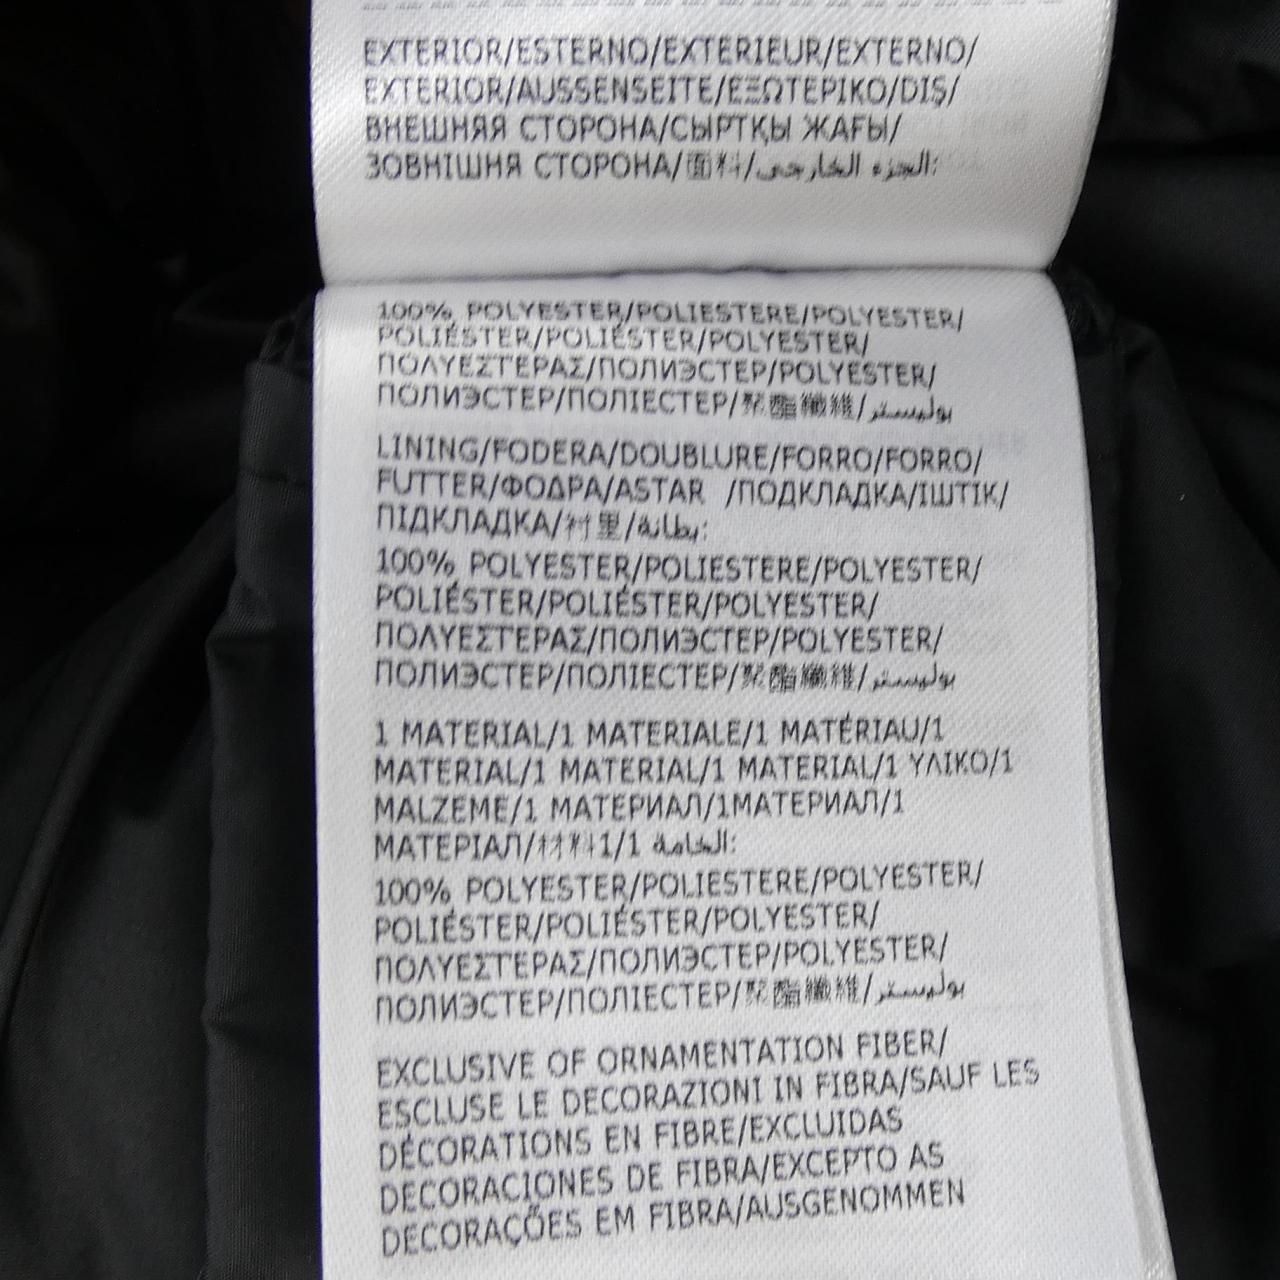 EXTERIOR/ESTERNO/EXTERIEUR/EXTERNO/
EXTERIOR/AUSSENSEITE/ΕΞΩΤΕΡΙΚΟ/DIŞ/
ВНЕШНЯЯ СТОРОНА/СЫРТҚЫ ЖАҒЫ/
ЗОВНІШНЯ СТОРОНА/面料/الجزء الخارجي:
100% POLYESTER/POLIESTERE/POLYESTER/
POLIÉSTER/POLIÉSTER/POLYESTER/
ΠΟΛΥΕΣΤΕΡΑΣ/ПОЛИЭСТЕР/POLYESTER/
ПОЛИЭСТЕР/ПОЛІЕСТЕР/聚酯纖維/بوليستر
LINING/FODERA/DOUBLURE/FORRO/FORRO/
FUTTER/ΦΟΔΡΑ/ASTAR /ПОДКЛАДКА/ІШТІК/
ПІДКЛАДКА/衬里/بطانة:
100% POLYESTER/POLIESTERE/POLYESTER/
POLIÉSTER/POLIÉSTER/POLYESTER/
ΠΟΛΥΕΣΤΕΡΑΣ/ПОЛИЭСТЕР/POLYESTER/
ПОЛИЭСТЕР/ПОЛІЕСТЕР/聚酯纖維/بوليستر
1 MATERIAL/1 MATERIALE/1 MATÉRIAU/1
MATERIAL/1 MATERIAL/1 MATERIAL/1 ΥΛΙΚΟ/1
MALZEME/1 МАТЕРИАЛ/1МАТЕРИАЛ/1
МАТЕРІАЛ/材料1/1 الخامة:
100% POLYESTER/POLIESTERE/POLYESTER/
POLIÉSTER/POLIÉSTER/POLYESTER/
ΠΟΛΥΕΣΤΕΡΑΣ/ПОЛИЭСТЕР/POLYESTER/
ПОЛИЭСТЕР/ПОЛІЕСТЕР/聚酯纖維/بوليستر
EXCLUSIVE OF ORNAMENTATION FIBER/
ESCLUSE LE DECORAZIONI IN FIBRA/SAUF LES
DÉCORATIONS EN FIBRE/EXCLUIDAS
DECORACIONES DE FIBRA/EXCEPTO AS
DECORAÇÕES EM FIBRA/AUSGENOMMEN